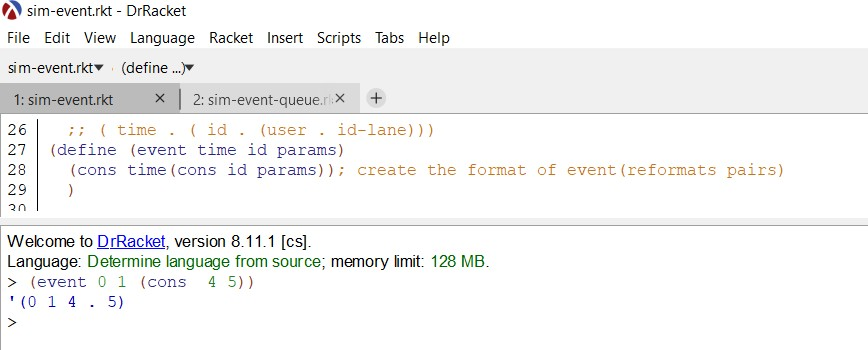 sim-event.rkt - DrRacket
File Edit View Language Racket Insert Scripts Tabs Help
sim-event.rkt▾ (define ...)▾
1: sim-event.rkt × 2: sim-event-queue.r × +
26 ;; ( time . ( id . (user . id-lane)))
27 (define (event time id params)
28 (cons time(cons id params)); create the format of event(reformats pairs)
29 )
30
Welcome to DrRacket, version 8.11.1 [cs].
Language: Determine language from source; memory limit: 128 MB.
> (event 0 1 (cons  4 5))
'(0 1 4 . 5)
>